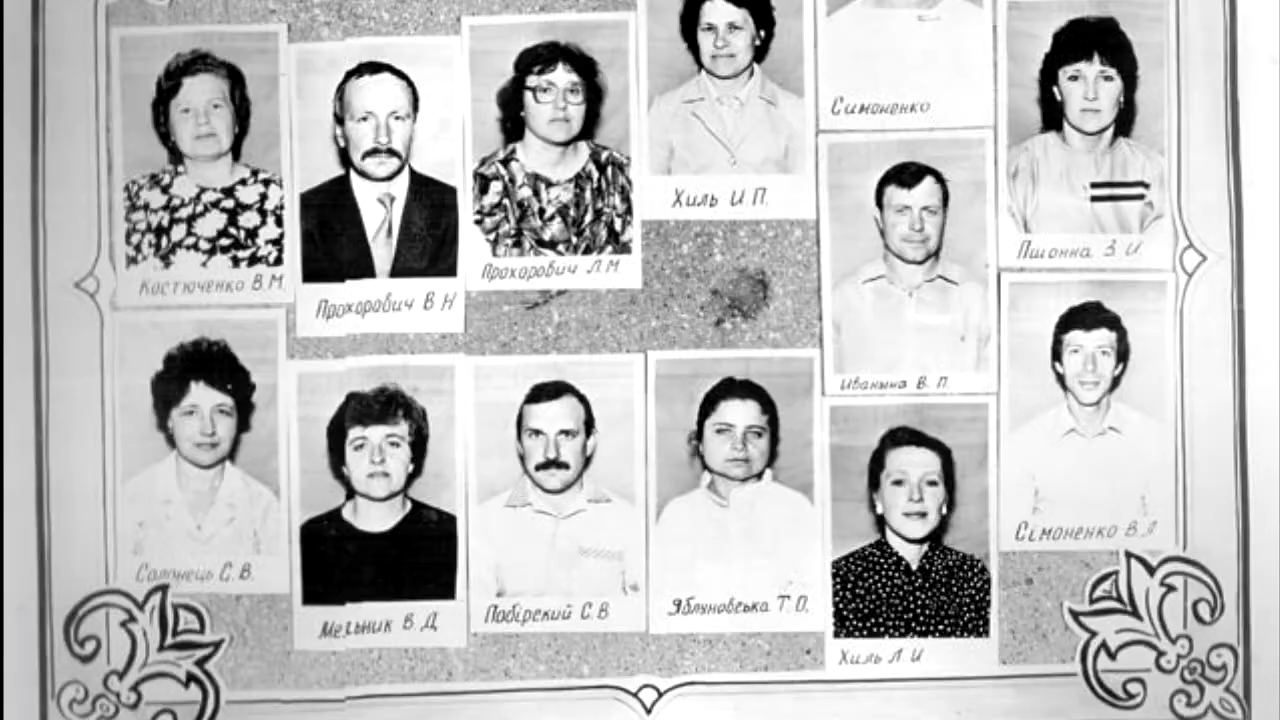 Костюченко В.М.
Прохорович В Н
Прохорович Л.М.
Хиль И П.
Симоненко
Пшонна З. И.
Иванына В. П.
Солонець С. В.
Мельник В. Д
Побірский С. В
Яблуновська Т. О.
Хиль Л. И
Сімоненко В.Л